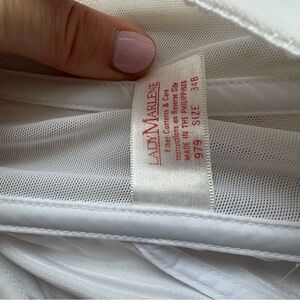 LADY MARLENE
Fiber Contents & Care
Instructions on Reverse Side
MADE IN THE PHILIPPINES
979 SIZE 34B